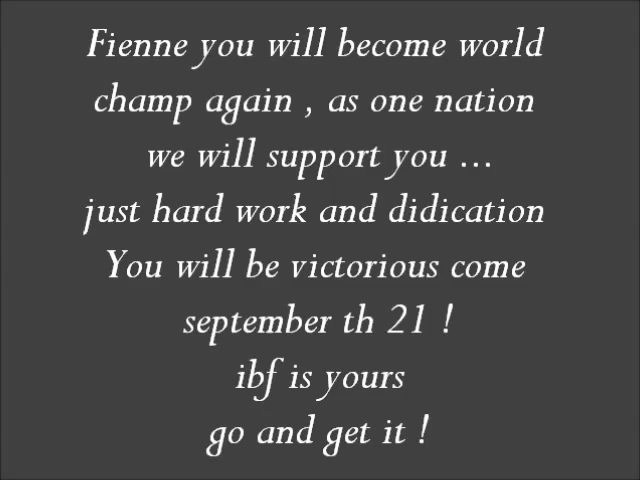 Fienne you will become world
champ again , as one nation
we will support you ...
just hard work and didication
You will be victorious come
september th 21 !
ibf is yours
go and get it !